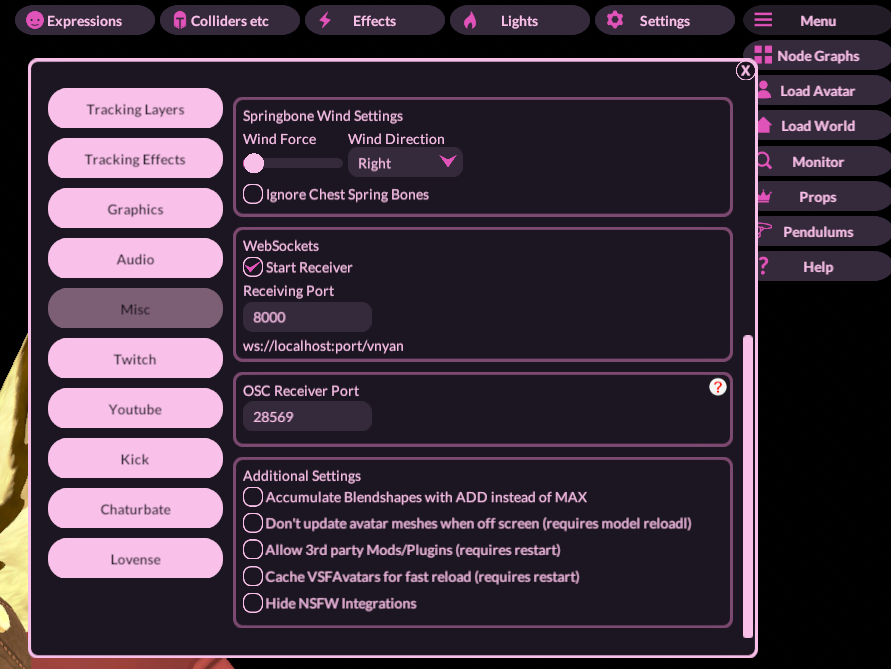 Expressions
Colliders etc
Effects
Lights
Settings
Menu
Node Graphs
Load Avatar
Load World
Monitor
Props
Pendulums
Help
X
Tracking Layers
Tracking Effects
Graphics
Audio
Misc
Twitch
Youtube
Kick
Chaturbate
Lovense
Springbone Wind Settings
Wind Force Wind Direction
Right
Ignore Chest Spring Bones
WebSockets
Start Receiver
Receiving Port
8000
ws://localhost:port/vnyan
OSC Receiver Port
?
28569
Additional Settings
Accumulate Blendshapes with ADD instead of MAX
Don't update avatar meshes when off screen (requires model reloadl)
Allow 3rd party Mods/Plugins (requires restart)
Cache VSFAvatars for fast reload (requires restart)
Hide NSFW Integrations